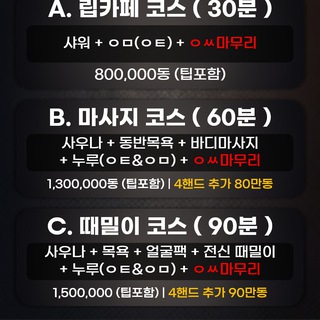 A. 립카페 코스 ( 30분 )
샤워 + ㅇㅁ(ㅇㅌ) + ㅇㅆ마무리
800,000동 (팁포함)
B. 마사지 코스 ( 60분 )
사우나 + 동반목욕 + 바디마사지
+ 누루(ㅇㅌ&ㅇㅁ) + ㅇㅆ마무리
1,300,000동 (팁포함) | 4핸드 추가 80만동
C. 때밀이 코스 ( 90분 )
사우나 + 목욕 + 얼굴팩 + 전신 때밀이
+ 누루(ㅇㅌ&ㅇㅁ) + ㅇㅆ마무리
1,500,000 (팁포함) | 4핸드 추가 90만동